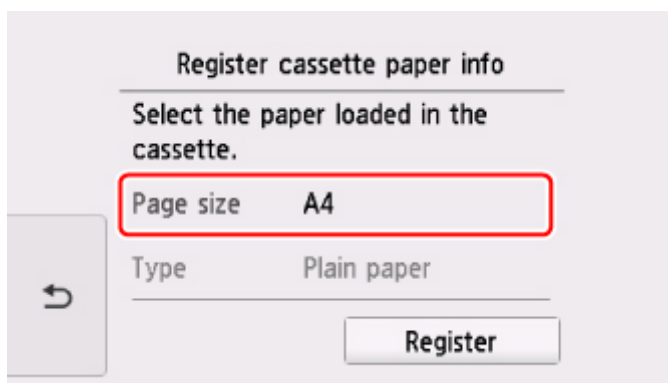 Register cassette paper info
Select the paper loaded in the
cassette.
Page size A4
Type Plain paper
Register